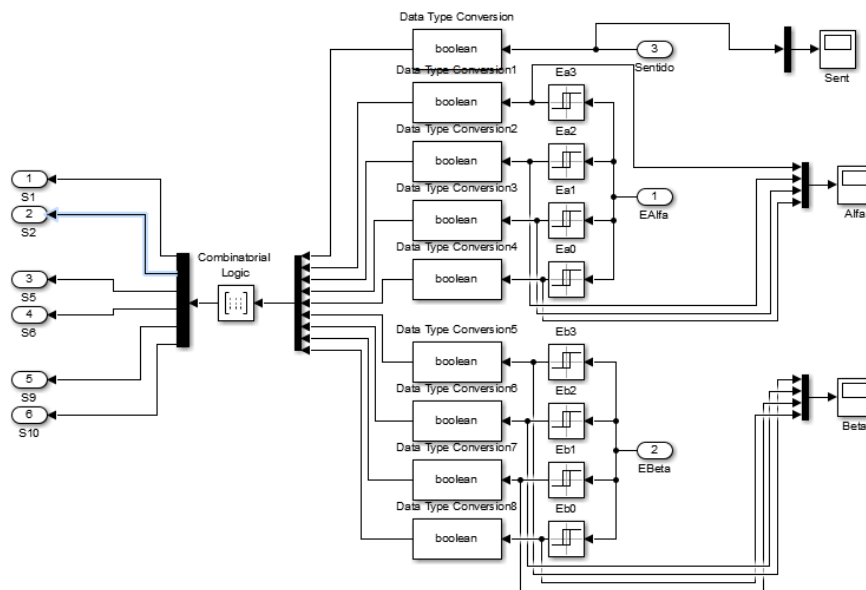 Data Type Conversion
boolean
3
Sentido
Sent
Data Type Conversion1
Ea3
boolean
Data Type Conversion2
Ea2
boolean
Data Type Conversion3
Ea1
1
EAlfa
Alfa
boolean
Data Type Conversion4
Ea0
boolean
1
S1
2
S2
3
S5
4
S6
5
S9
6
S10
Combinatorial
Logic
Data Type Conversion5
Eb3
boolean
Data Type Conversion6
Eb2
boolean
Data Type Conversion7
Eb1
2
EBeta
Beta
boolean
Data Type Conversion8
Eb0
boolean